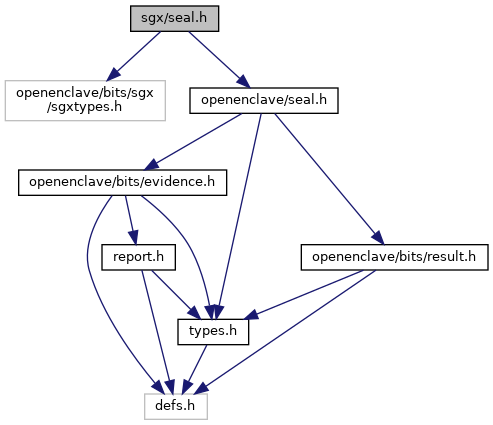 sgx/seal.h
openenclave/bits/sgx
/sgxtypes.h
openenclave/seal.h
openenclave/bits/evidence.h
report.h
openenclave/bits/result.h
types.h
defs.h